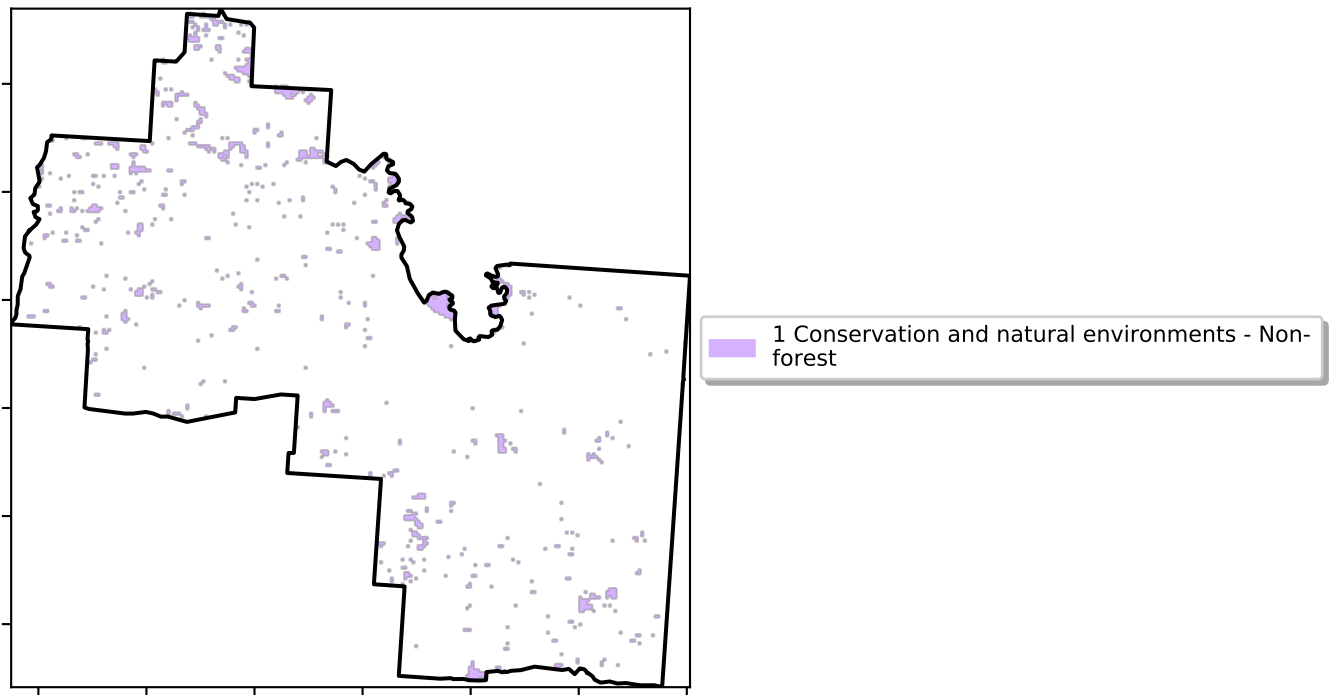 1 Conservation and natural environments - Non-
forest